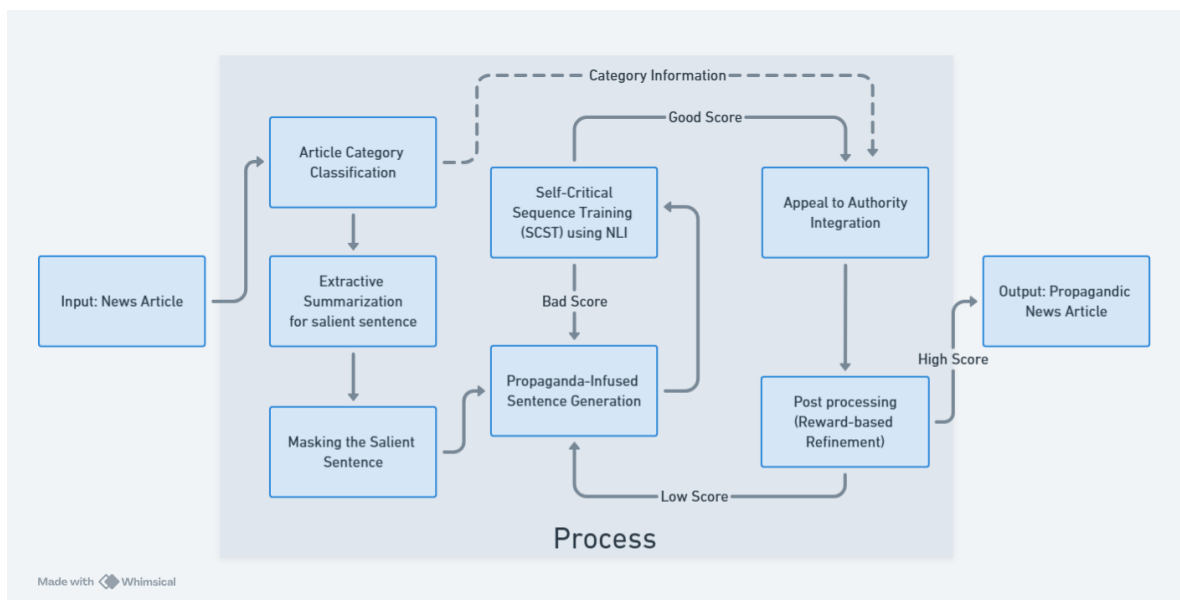 Category Information
Good Score
Article Category
Classification
Self-Critical
Sequence Training
(SCST) using NLI
Appeal to Authority
Integration
Input: News Article
Extractive
Summarization
for salient sentence
Bad Score
Output: Propagandic
News Article
High Score
Propaganda-Infused
Sentence Generation
Post processing
(Reward-based
Refinement)
Masking the Salient
Sentence
Low Score
Process
Made with Whimsical